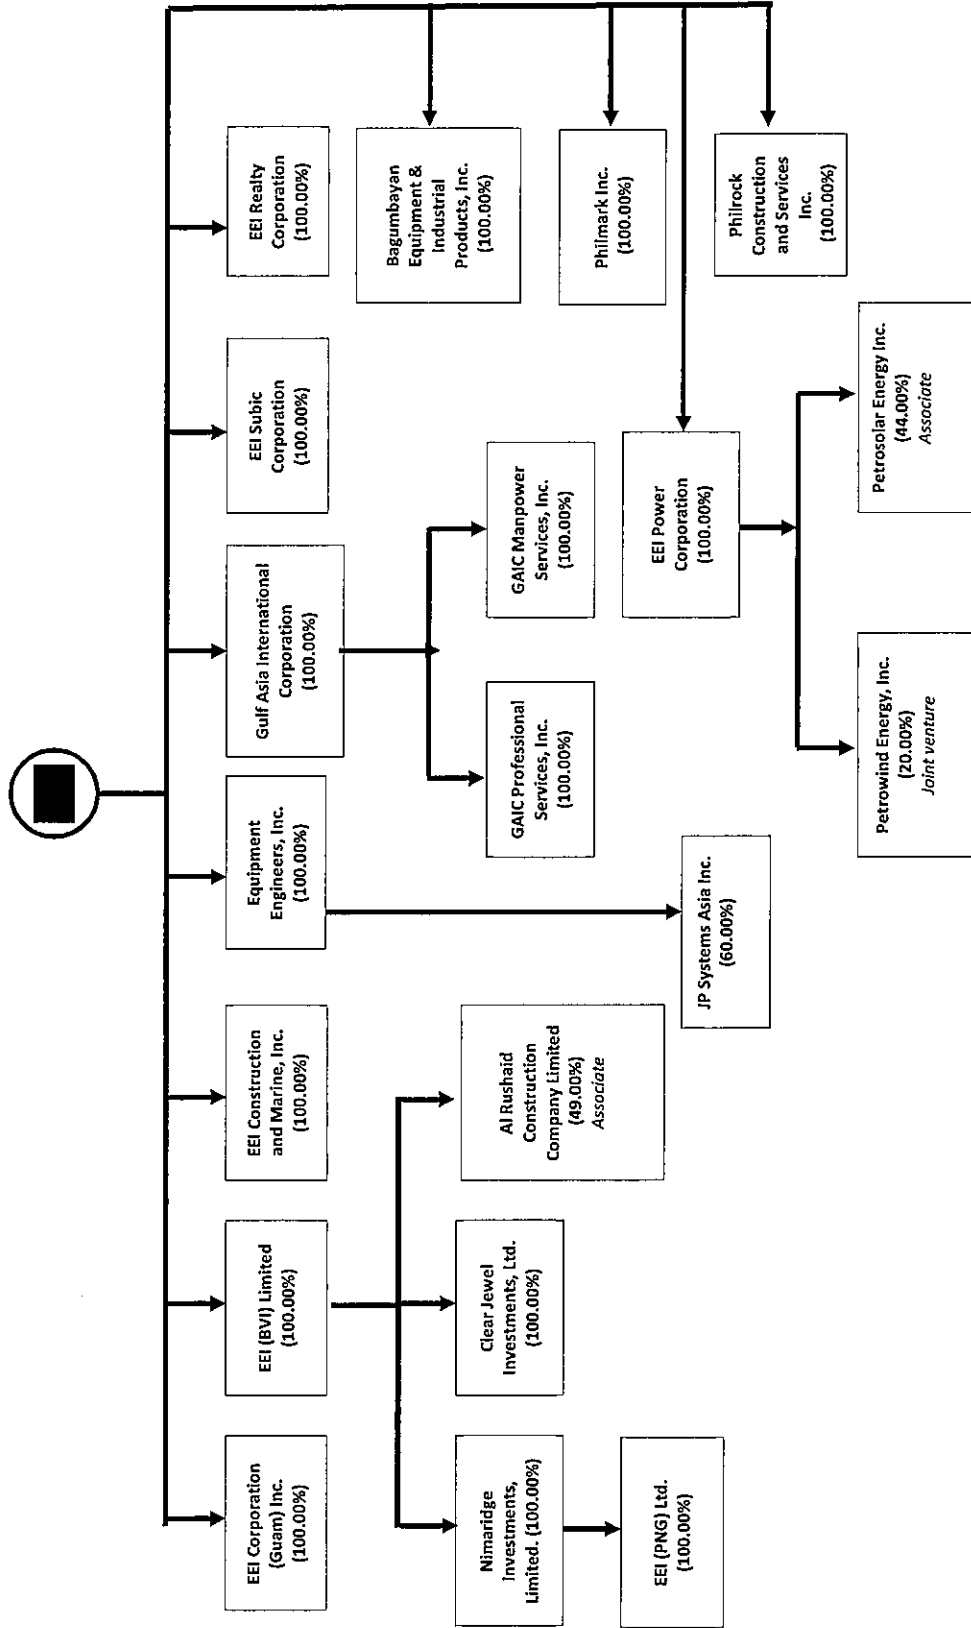 EEI Corporation
(Guam) Inc.
(100.00%)
EEI (BVI) Limited
(100.00%)
EEI Construction
and Marine, Inc.
(100.00%)
Equipment
Engineers, Inc.
(100.00%)
Gulf Asia International
Corporation
(100.00%)
EEI Subic
Corporation
(100.00%)
EEI Realty
Corporation
(100.00%)
Nimaridge
Investments,
Limited. (100.00%)
Clear Jewel
Investments, Ltd.
(100.00%)
Al Rushaid
Construction
Company Limited
(49.00%)
Associate
GAIC Professional
Services, Inc.
(100.00%)
GAIC Manpower
Services, Inc.
(100.00%)
Bagumbayan
Equipment &
Industrial
Products, Inc.
(100.00%)
EEI (PNG) Ltd.
(100.00%)
JP Systems Asia Inc.
(60.00%)
EEI Power
Corporation
(100.00%)
Philmark Inc.
(100.00%)
Philrock
Construction
and Services
Inc.
(100.00%)
Petrowind Energy, Inc.
(20.00%)
Joint venture
Petrosolar Energy Inc.
(44.00%)
Associate